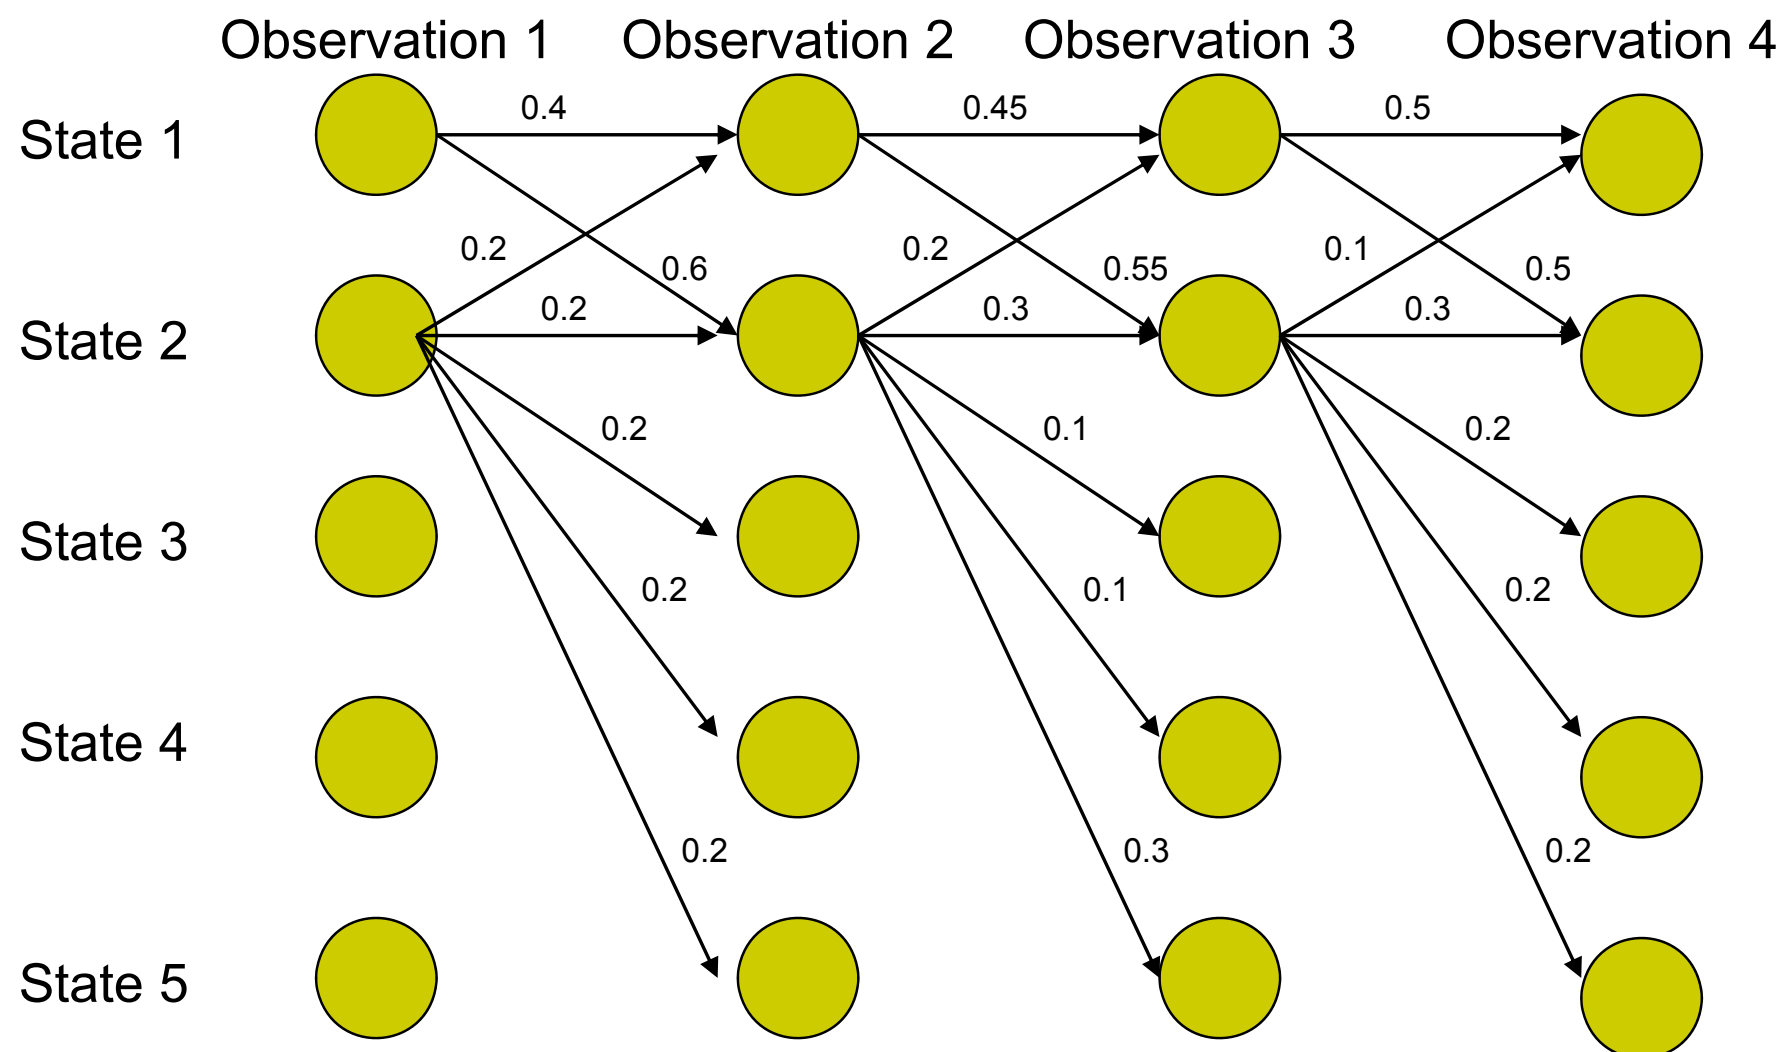 Observation 1 Observation 2 Observation 3 Observation 4
0.4 0.45 0.5
State 1
0.2 0.2 0.1
0.6 0.55 0.5
0.2 0.3 0.3
State 2
0.2 0.1 0.2
State 3
0.2 0.1 0.2
State 4
0.2 0.3 0.2
State 5